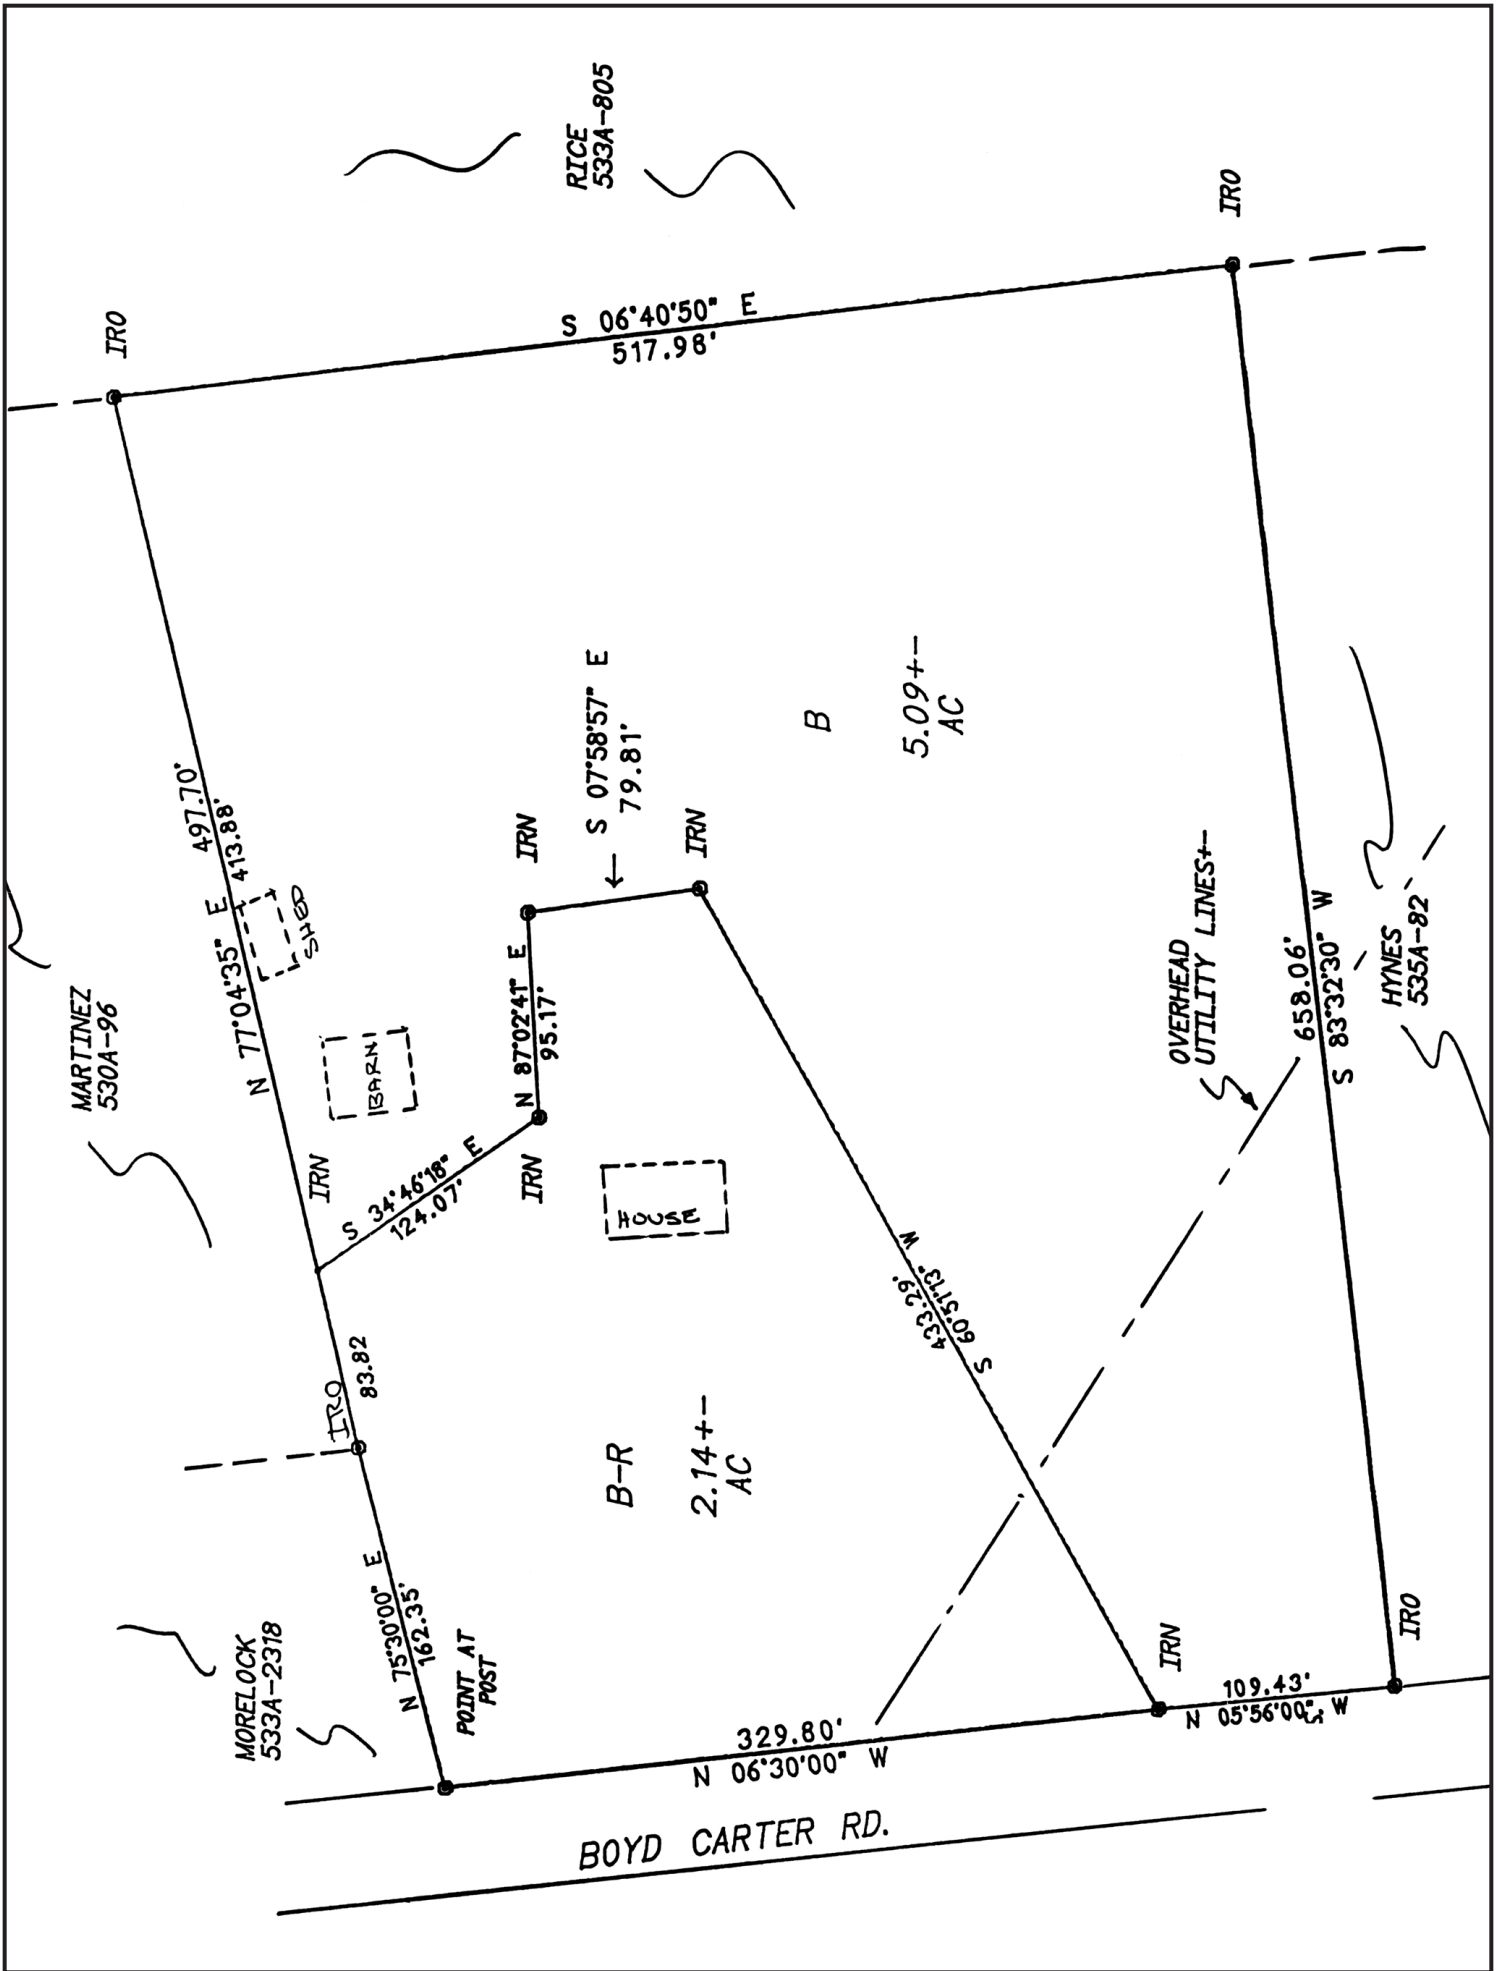 RICE
533A-805
IRO
IRO
S 06°40'50" E
517.98'
497.70'
N 77°04'35" E
413.88'
SHED
MARTINEZ
530A-96
BARN
IRN
S 34°46'18" E
124.07'
IRN
N 87°02'41" E
95.17'
IRN
S 07°58'57" E
79.81'
IRN
B
5.09+-
AC
HOUSE
433.29'
S 60°51'13" W
OVERHEAD
UTILITY LINES+-
658.06'
S 83°32'30" W
HYNES
535A-82
IRO
83.82
B-R
2.14+-
AC
MORELOCK
533A-2318
N 75°30'00" E
162.35'
POINT AT
POST
329.80'
N 06°30'00" W
IRN
109.43'
N 05°56'00" W
IRO
BOYD CARTER RD.